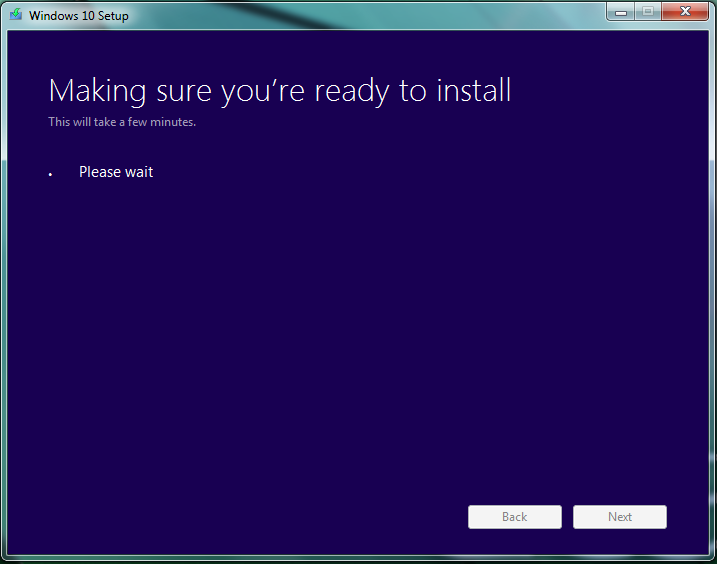 Windows 10 Setup
Making sure you’re ready to install
This will take a few minutes.
Please wait
Back
Next